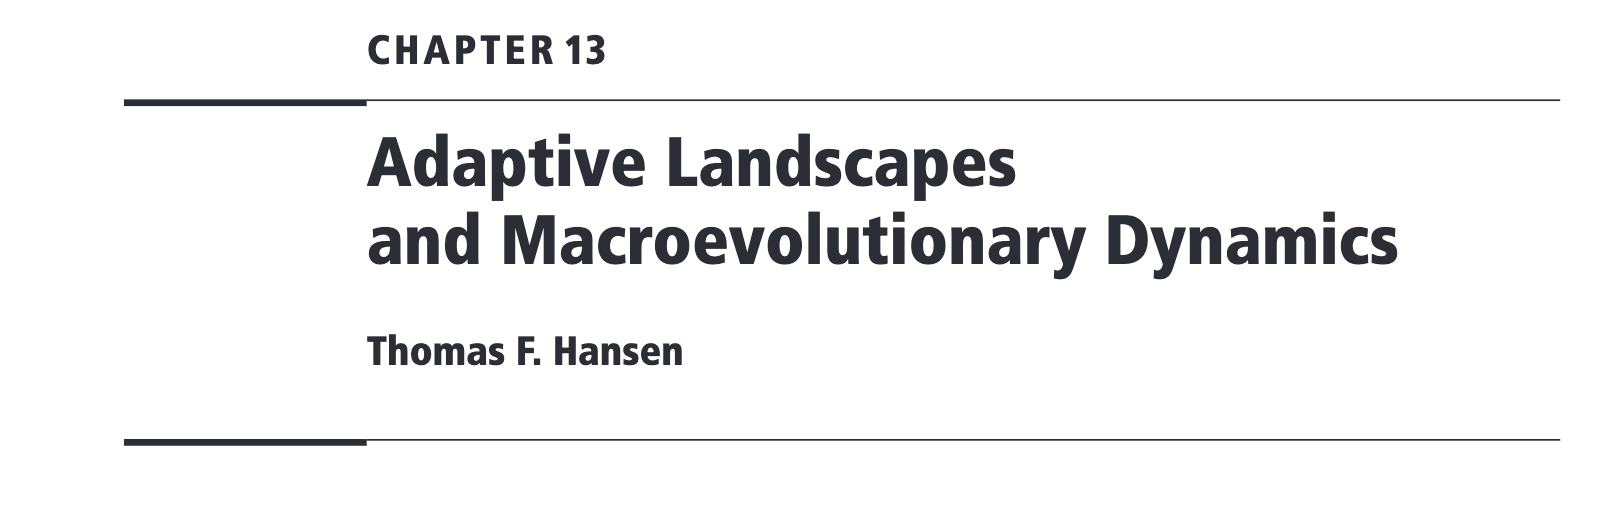 CHAPTER 13
Adaptive Landscapes
and Macroevolutionary Dynamics
Thomas F. Hansen